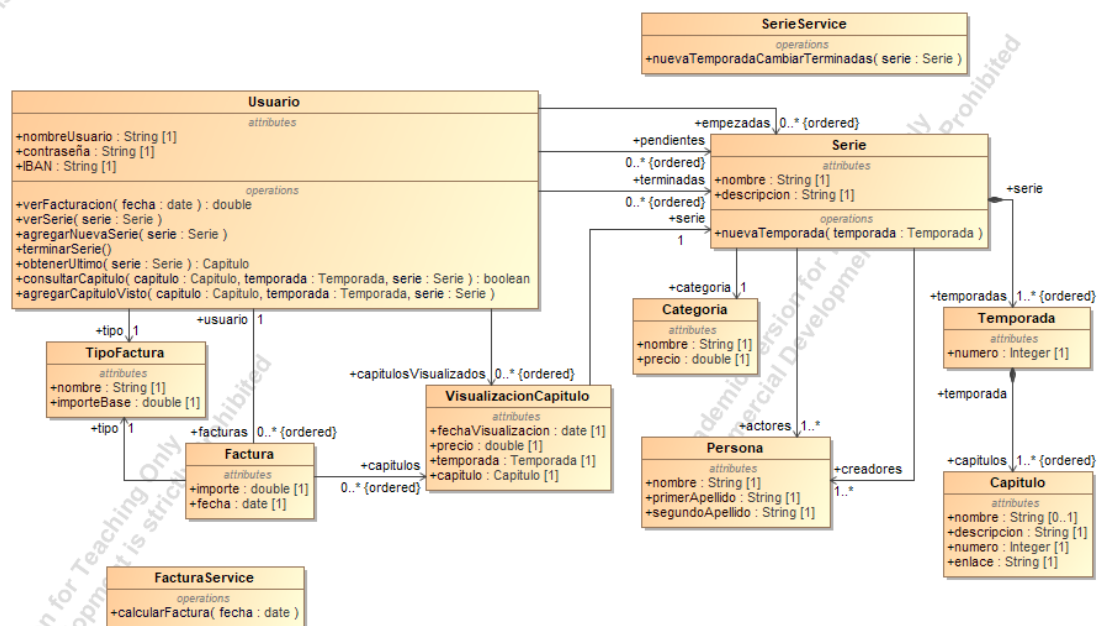 SerieService
operations
+nuevaTemporadaCambiarTerminadas( serie : Serie )
Usuario
attributes
+nombreUsuario : String [1]
+contraseña : String [1]
+IBAN : String [1]
operations
+verFacturacion( fecha : date ) : double
+verSerie( serie : Serie )
+agregarNuevaSerie( serie : Serie )
+terminarSerie()
+obtenerUltimo( serie : Serie ) : Capitulo
+consultarCapitulo( capitulo : Capitulo, temporada : Temporada, serie : Serie ) : boolean
+agregarCapituloVisto( capitulo : Capitulo, temporada : Temporada, serie : Serie )
+empezadas 0..* {ordered}
+pendientes
0..* {ordered}
+terminadas
0..* {ordered}
+serie
1
Serie
attributes
+nombre : String [1]
+descripcion : String [1]
operations
+nuevaTemporada( temporada : Temporada )
+serie
+temporadas 1..* {ordered}
+categoria 1
Categoria
attributes
+nombre : String [1]
+precio : double [1]
Temporada
attributes
+numero : Integer [1]
+temporada
+capitulos 1..* {ordered}
+tipo 1
+usuario 1
TipoFactura
attributes
+nombre : String [1]
+importeBase : double [1]
+tipo 1
+facturas 0..* {ordered}
+capitulosVisualizados 0..* {ordered}
VisualizacionCapitulo
attributes
+fechaVisualizacion : date [1]
+precio : double [1]
+temporada : Temporada [1]
+capitulo : Capitulo [1]
Factura
attributes
+importe : double [1]
+fecha : date [1]
+capitulos
0..* {ordered}
+actores 1..*
Persona
attributes
+nombre : String [1]
+primerApellido : String [1]
+segundoApellido : String [1]
+creadores
1..*
Capitulo
attributes
+nombre : String [0..1]
+descripcion : String [1]
+numero : Integer [1]
+enlace : String [1]
FacturaService
operations
+calcularFactura( fecha : date )